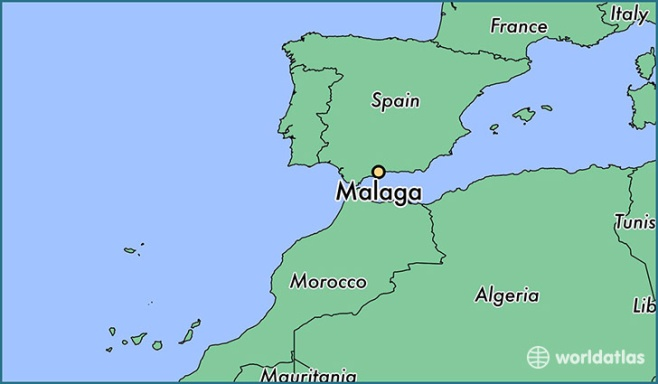 Italy
France
Spain
Malaga
Tunis
Morocco
Algeria
Lib
Mauritania
worldatlas